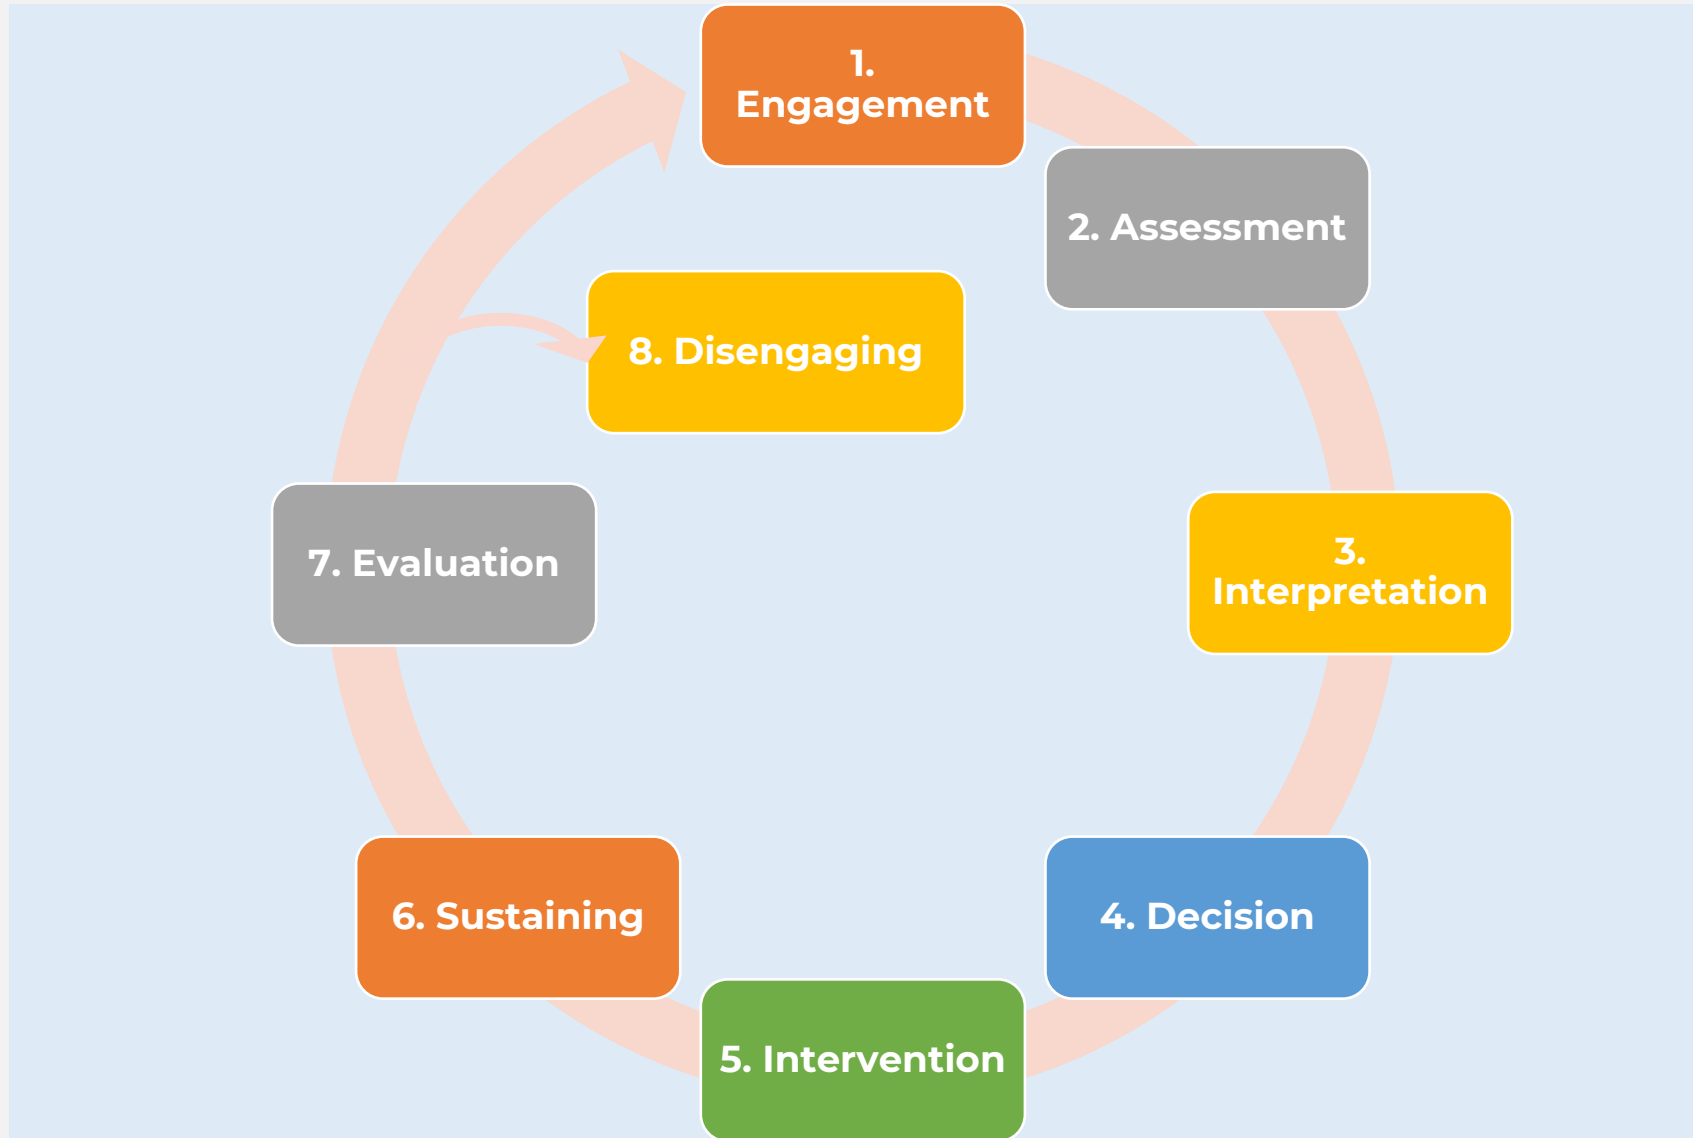 1.
Engagement
2. Assessment
3.
Interpretation
4. Decision
5. Intervention
6. Sustaining
7. Evaluation
8. Disengaging